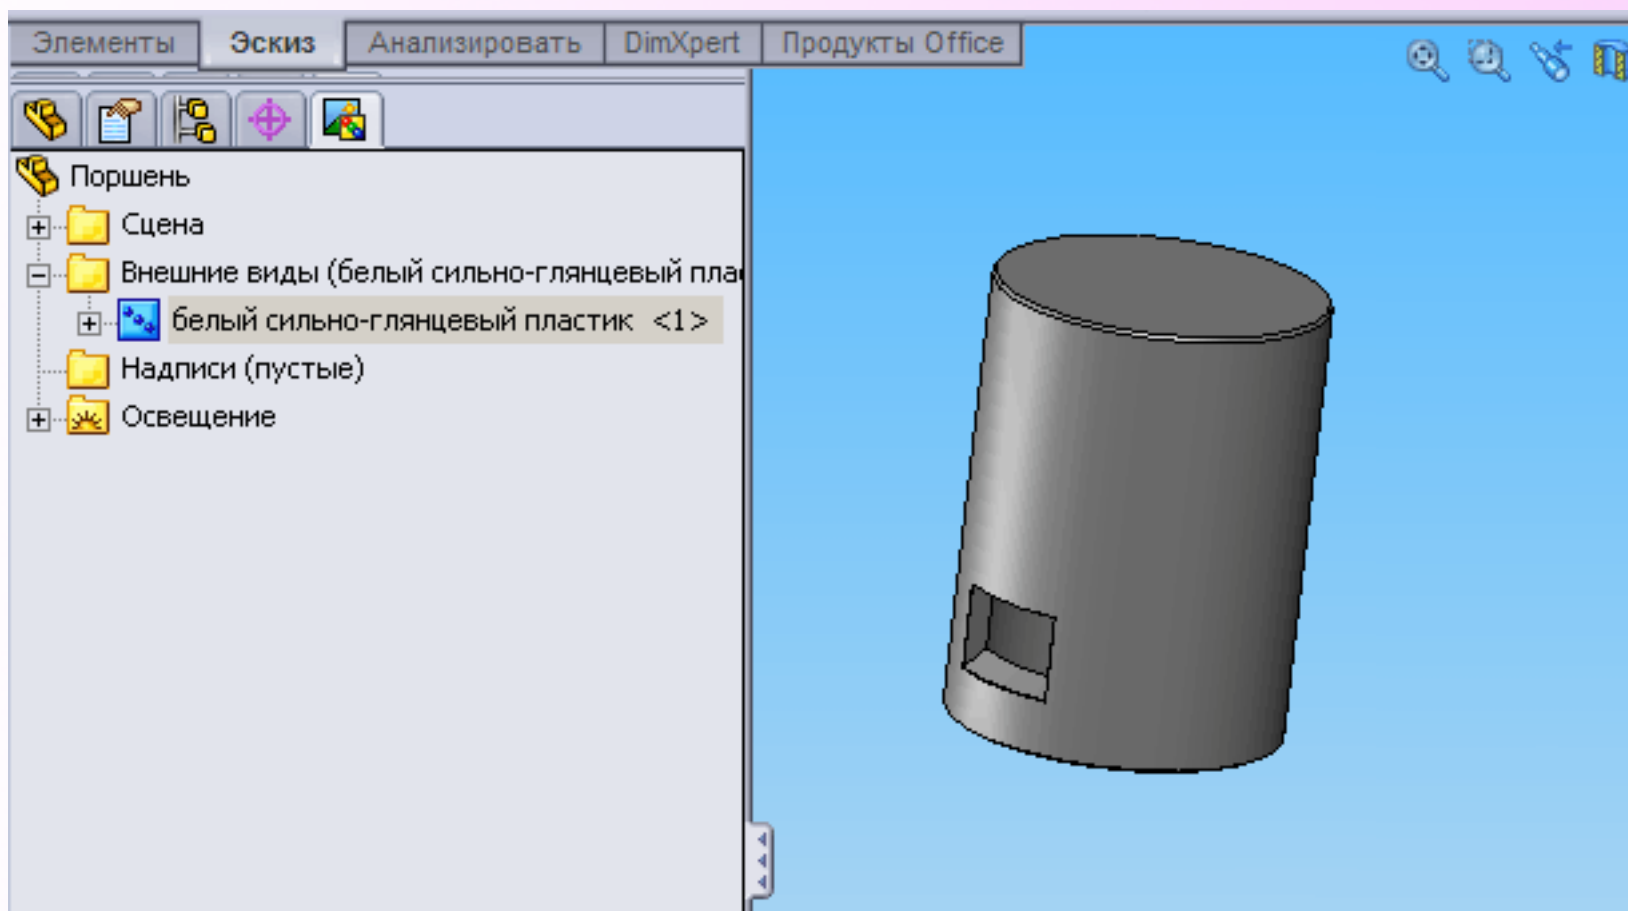 Элементы Эскиз Анализировать DimXpert Продукты Office
Поршень
Сцена
Внешние виды (белый сильно-глянцевый плас
белый сильно-глянцевый пластик <1>
Надписи (пустые)
Освещение